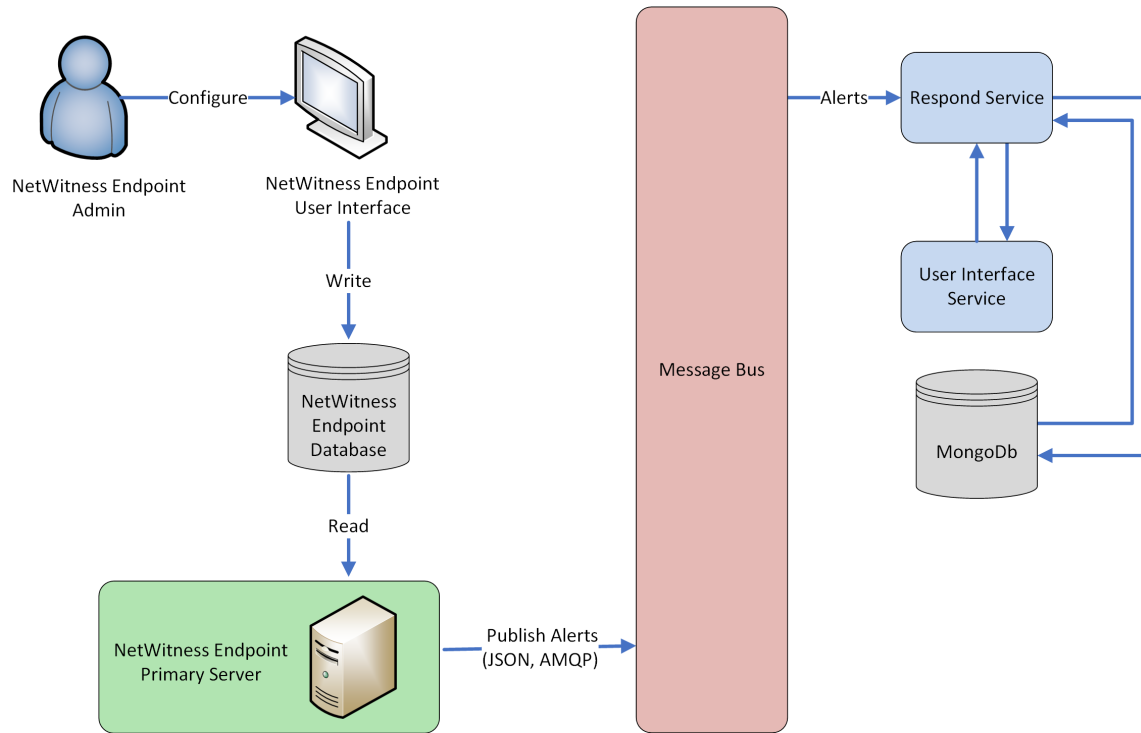 Configure
NetWitness Endpoint
Admin
NetWitness Endpoint
User Interface
Write
NetWitness
Endpoint
Database
Read
NetWitness Endpoint
Primary Server
Publish Alerts
(JSON, AMQP)
Message Bus
Alerts
Respond Service
User Interface
Service
MongoDb